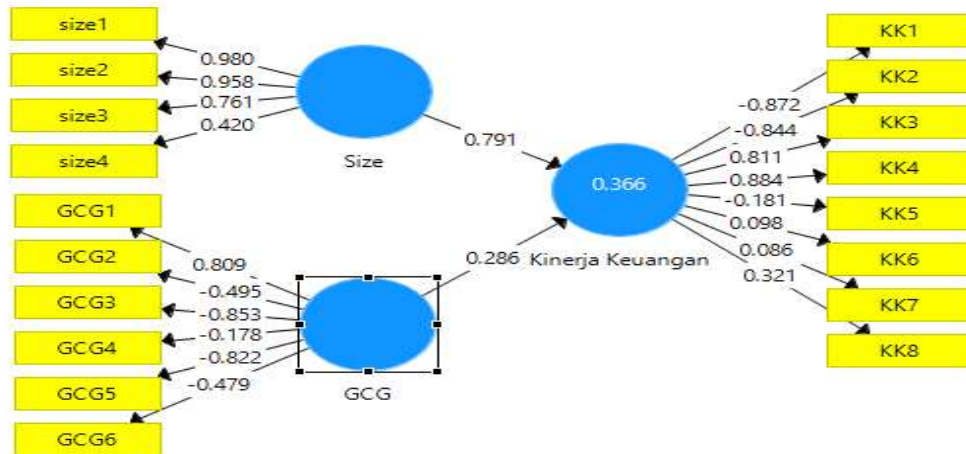 size1
size2
size3
size4
0.980
0.958
0.761
0.420
Size
0.791
GCG1
GCG2
GCG3
GCG4
GCG5
GCG6
0.809
-0.495
-0.853
-0.178
-0.822
-0.479
GCG
0.286
0.366
Kinerja Keuangan
-0.872
-0.844
0.811
0.884
-0.181
0.098
0.086
0.321
KK1
KK2
KK3
KK4
KK5
KK6
KK7
KK8